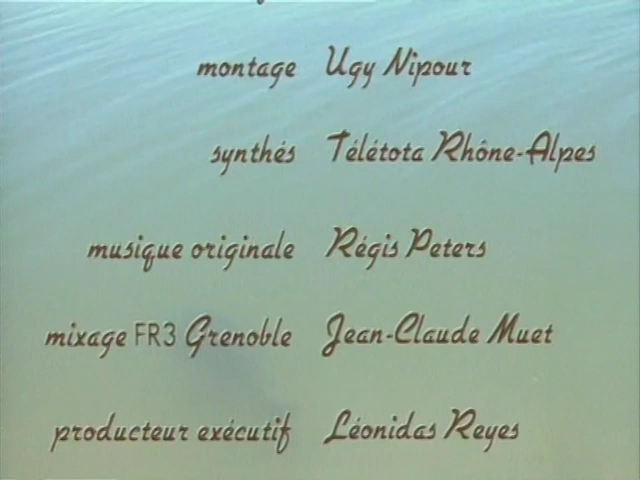 montage Ugy Nipour
synthés Télétota Rhône-Alpes
musique originale Régis Peters
mixage FR3 Grenoble Jean-Claude Muet
producteur exécutif Léonidas Reyes